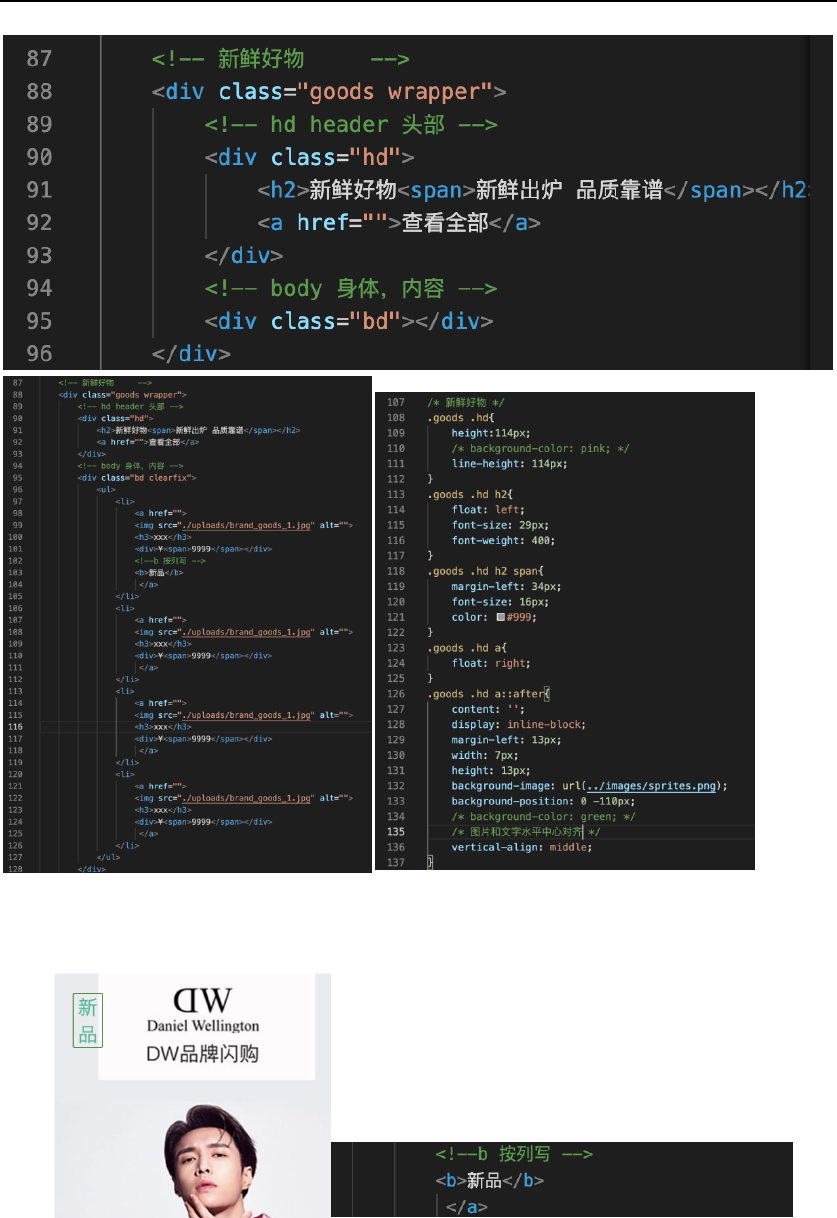 87 <!-- 新鲜好物 -->
88 <div class="goods wrapper">
89 <!-- hd header 头部 -->
90 <div class="hd">
91 <h2>新鲜好物<span>新鲜出炉 品质靠谱</span></h2
92 <a href="">查看全部</a>
93 </div>
94 <!-- body 身体，内容 -->
95 <div class="bd"></div>
96 </div>
87 <!-- 新鲜好物 -->
88 <div class="goods wrapper">
89 <!-- hd header 头部 -->
90 <div class="hd">
91 <h2>新鲜好物<span>新鲜出炉 品质靠谱</span></h2>
92 <a href="">查看全部</a>
93 </div>
94 <!-- body 身体，内容 -->
95 <div class="bd clearfix">
96 <ul>
97 <li>
98 <a href="">
99 <img src="./uploads/brand_goods_1.jpg" alt="">
100 <h3>xxx</h3>
101 <div>¥<span>9999</span></div>
102 <!--b 按列写 -->
103 <b>新品</b>
104 </a>
105 </li>
106 <li>
107 <a href="">
108 <img src="./uploads/brand_goods_1.jpg" alt="">
109 <h3>xxx</h3>
110 <div>¥<span>9999</span></div>
111 </a>
112 </li>
113 <li>
114 <a href="">
115 <img src="./uploads/brand_goods_1.jpg" alt="">
116 <h3>xxx</h3>
117 <div>¥<span>9999</span></div>
118 </a>
119 </li>
120 <li>
121 <a href="">
122 <img src="./uploads/brand_goods_1.jpg" alt="">
123 <h3>xxx</h3>
124 <div>¥<span>9999</span></div>
125 </a>
126 </li>
127 </ul>
128 </div>
107 /* 新鲜好物 */
108 .goods .hd{
109 height:114px;
110 /* background-color: pink; */
111 line-height: 114px;
112 }
113 .goods .hd h2{
114 float: left;
115 font-size: 29px;
116 font-weight: 400;
117 }
118 .goods .hd h2 span{
119 margin-left: 34px;
120 font-size: 16px;
121 color: #999;
122 }
123 .goods .hd a{
124 float: right;
125 }
126 .goods .hd a::after{
127 content: '';
128 display: inline-block;
129 margin-left: 13px;
130 width: 7px;
131 height: 13px;
132 background-image: url(../images/sprites.png);
133 background-position: 0 -110px;
134 /* background-color: green; */
135 /* 图片和文字水平中心对齐 */
136 vertical-align: middle;
137 }
新
品
DW
Daniel Wellington
DW品牌闪购
<!--b 按列写 -->
<b>新品</b>
</a>